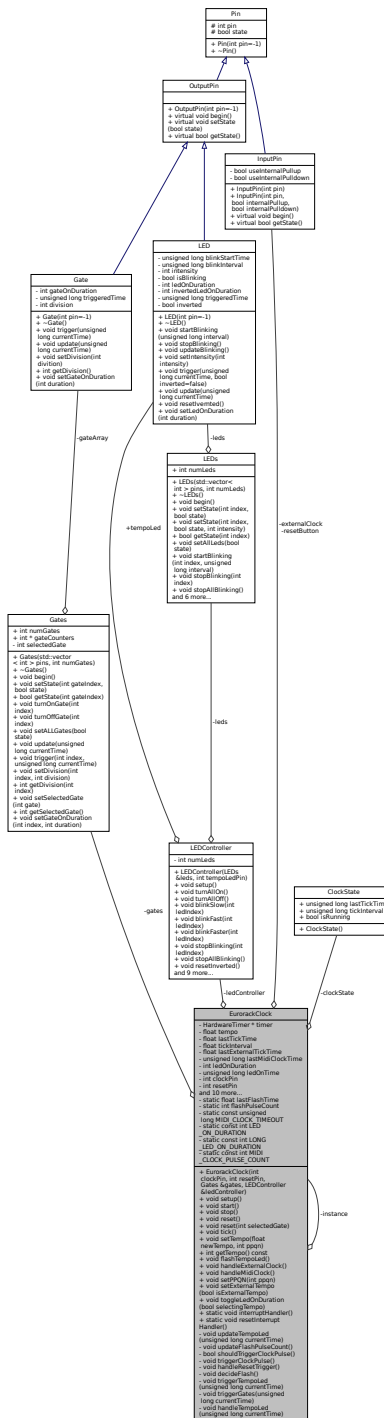 Pin
# int pin
# bool state
+ Pin(int pin=-1)
+ ~Pin()
OutputPin
+ OutputPin(int pin=-1)
+ virtual void begin()
+ virtual void setState
(bool state)
+ virtual bool getState()
InputPin
- bool useInternalPullup
- bool useInternalPulldown
+ InputPin(int pin)
+ InputPin(int pin,
bool internalPullup,
bool internalPulldown)
+ virtual void begin()
+ virtual bool getState()
LED
- unsigned long blinkStartTime
- unsigned long blinkInterval
- int intensity
- bool isBlinking
- int ledOnDuration
- int invertedLedOnDuration
- unsigned long triggeredTime
- bool inverted
+ LED(int pin=-1)
+ ~LED()
+ void startBlinking
(unsigned long interval)
+ void stopBlinking()
+ void updateBlinking()
+ void setIntensity(int
intensity)
+ void trigger(unsigned
long currentTime, bool
inverted=false)
+ void update(unsigned
long currentTime)
+ void resetInverted()
+ void setLedOnDuration
(int duration)
Gate
- int gateOnDuration
- unsigned long triggeredTime
- int division
+ Gate(int pin=-1)
+ ~Gate()
+ void trigger(unsigned
long currentTime)
+ void update(unsigned
long currentTime)
+ void setDivision(int
divition)
+ int getDivision()
+ void setGateOnDuration
(int duration)
-gateArray
-leds
+tempoLed
-externalClock
-resetButton
LEDs
+ int numLeds
+ LEDs(std::vector<
int > pins, int numLeds)
+ ~LEDs()
+ void begin()
+ void setState(int index,
bool state)
+ void setState(int index,
bool state, int intensity)
+ bool getState(int index)
+ void setAllLeds(bool
state)
+ void startBlinking
(int index, unsigned
long interval)
+ void stopBlinking(int
index)
+ void stopAllBlinking()
and 6 more...
-leds
Gates
+ int numGates
+ int * gateCounters
- int selectedGate
+ Gates(std::vector
< int > pins, int numGates)
+ ~Gates()
+ void begin()
+ void setState(int gateIndex,
bool state)
+ bool getState(int gateIndex)
+ void turnOnGate(int
index)
+ void turnOffGate(int
index)
+ void setALLGates(bool
state)
+ void update(unsigned
long currentTime)
+ void trigger(int index,
unsigned long currentTime)
+ void setDivision(int
index, int division)
+ int getDivision(int
index)
+ void setSelectedGate
(int gate)
+ int getSelectedGate()
+ void setGateOnDuration
(int index, int duration)
-gates
LEDController
- int numLeds
+ LEDController(LEDs
&leds, int tempoLedPin)
+ void setup()
+ void turnAllOn()
+ void turnAllOff()
+ void blinkSlow(int
ledIndex)
+ void blinkFast(int
ledIndex)
+ void blinkFaster(int
ledIndex)
+ void stopBlinking(int
ledIndex)
+ void stopAllBlinking()
+ void resetInverted()
and 9 more...
-ledController
ClockState
+ unsigned long lastTickTime
+ unsigned long tickInterval
+ bool isRunning
+ ClockState()
-clockState
EurorackClock
- HardwareTimer * timer
- float tempo
- float lastTickTime
- float tickInterval
- float lastExternalTickTime
- unsigned long lastMidiClockTime
- int ledOnDuration
- unsigned long ledOnTime
- int clockPin
- int resetPin
and 10 more...
- static float lastFlashTime
- static int flashPulseCount
- static const unsigned
long MIDI_CLOCK_TIMEOUT
- static const int LED
_ON_DURATION
- static const int LONG
_LED_ON_DURATION
- static const int MIDI
_CLOCK_PULSE_COUNT
+ EurorackClock(int
clockPin, int resetPin,
Gates &gates, LEDController
&ledController)
+ void setup()
+ void start()
+ void stop()
+ void reset()
+ void reset(int selectedGate)
+ void tick()
+ void setTempo(float
newTempo, int ppqn)
+ int getTempo() const
+ void flashTempoLed()
+ void handleExternalClock()
+ void handleMidiClock()
+ void setPPQN(int ppqn)
+ void setExternalTempo
(bool isExternalTempo)
+ void toggleLedOnDuration
(bool selectingTempo)
+ static void interruptHandler()
+ static void resetInterrupt
Handler()
- void updateTempoLed
(unsigned long currentTime)
- void updateFlashPulseCount()
- bool shouldTriggerClockPulse()
- void triggerClockPulse()
- void handleResetTrigger()
- void decideFlash()
- void triggerTempoLed
(unsigned long currentTime)
- void triggerGates(unsigned
long currentTime)
- void handleTempoLed
(unsigned long currentTime)
-instance